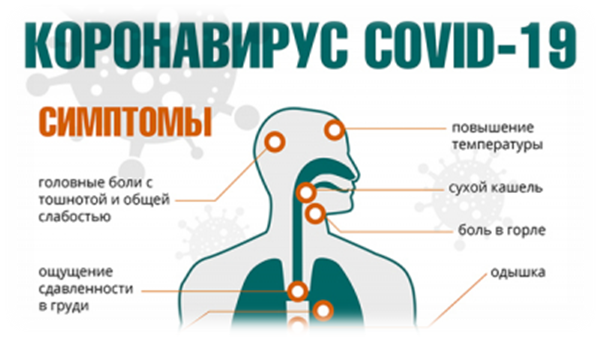 КОРОНАВИРУС COVID-19
СИМПТОМЫ
повышение
температуры
головные боли с
тошнотой и общей
слабостью
сухой кашель
боль в горле
ощущение
сдавленности
в груди
одышка